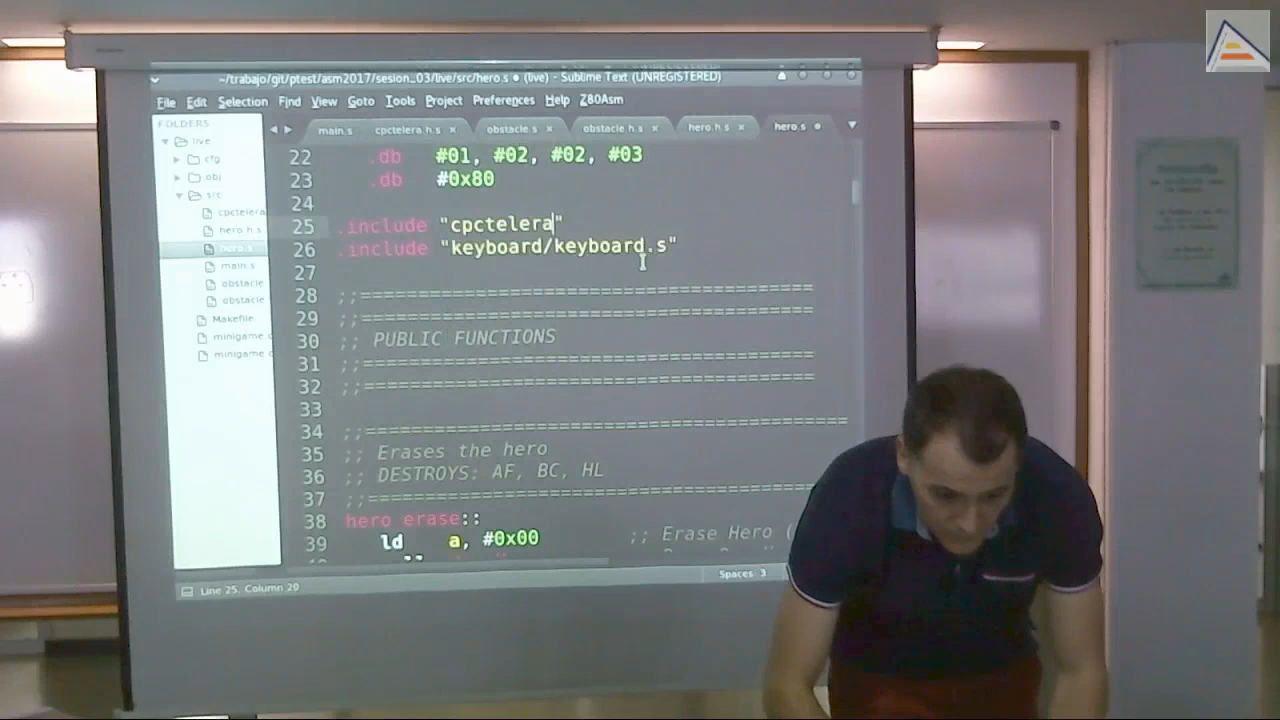 ~/trabajo/git/ptest/asm2017/sesion_03/live/src/hero.s • (live) - Sublime Text (UNREGISTERED)
File Edit Selection Find View Goto Tools Project Preferences Help Z80Asm
FOLDERS
live
cfg
obj
src
cpctelera
hero.h.s
hero.s
main.s
obstacle
obstacle
Makefile
minigame.c
minigame.c
main.s cpctelera.h.s × obstacle.s × obstacle.h.s × hero.h.s × hero.s •
22 .db #01, #02, #02, #03
23 .db #0x80
24
25 .include "cpctelera"
26 .include "keyboard/keyboard.s"
27
28 ;;====================================
29 ;;====================================
30 ;; PUBLIC FUNCTIONS
31 ;;====================================
32 ;;====================================
33
34 ;;====================================
35 ;; Erases the hero
36 ;; DESTROYS: AF, BC, HL
37 ;;====================================
38 hero_erase::
39 ld a, #0x00 ;; Erase Hero (
Line 25, Column 20
Spaces: 3